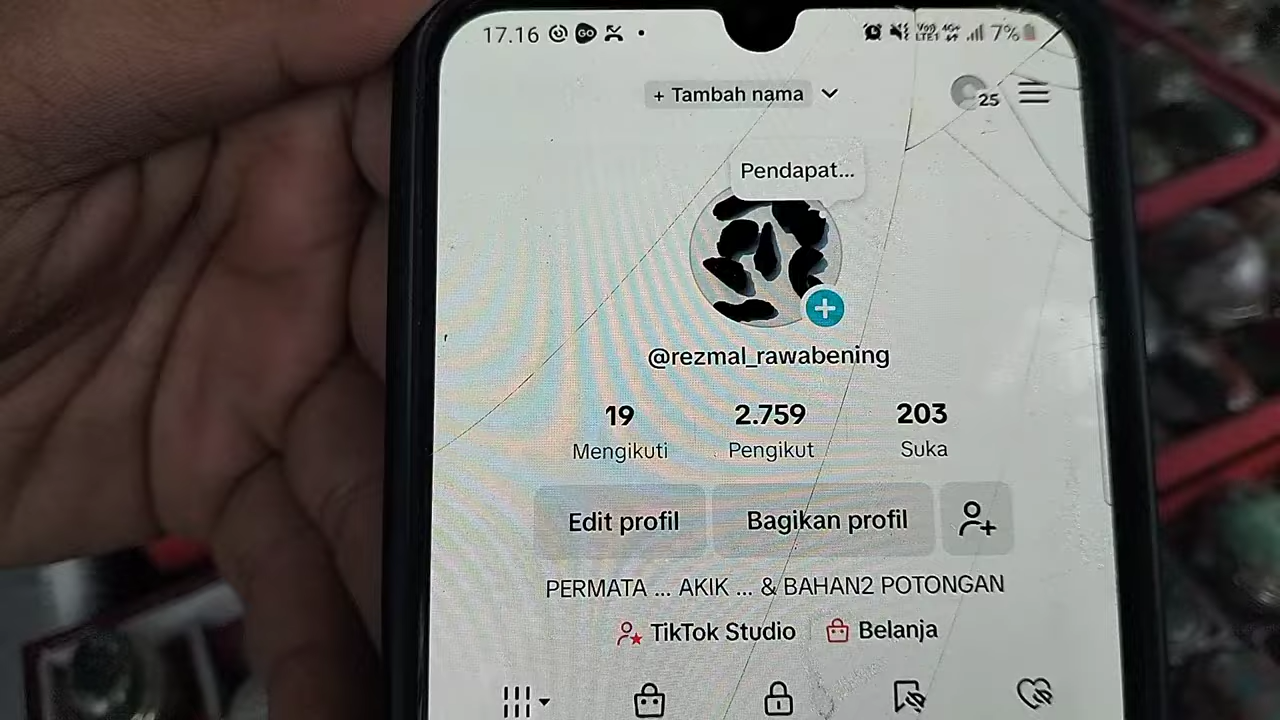 17.16 GO 7%
+ Tambah nama
25
Pendapat...
@rezmal_rawabening
19 2.759 203
Mengikuti Pengikut Suka
Edit profil Bagikan profil
PERMATA ... AKIK ... & BAHAN2 POTONGAN
TikTok Studio Belanja